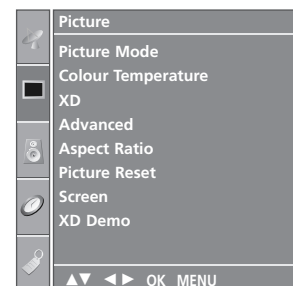 Picture
Picture Mode
Colour Temperature
XD
Advanced
Aspect Ratio
Picture Reset
Screen
XD Demo
▲▼ ◄► OK MENU